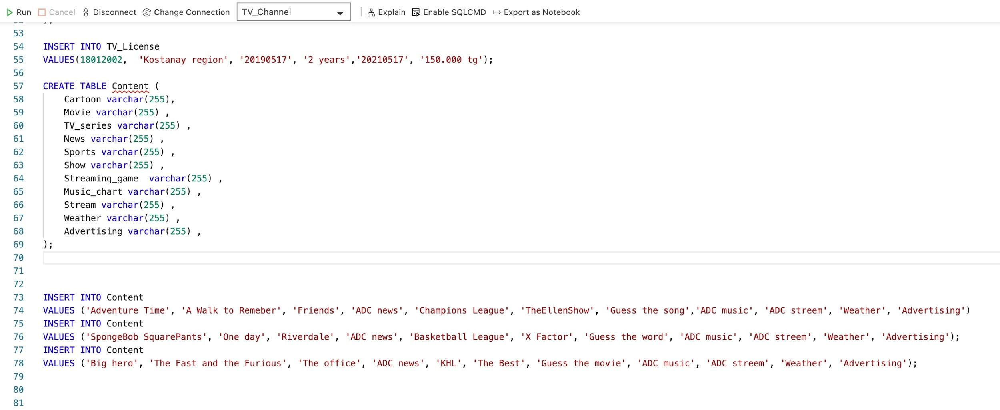 Run Cancel Disconnect Change Connection TV_Channel Explain Enable SQLCMD Export as Notebook
53
54 INSERT INTO TV_License
55 VALUES(18012002,  'Kostanay region', '20190517', '2 years','20210517', '150.000 tg');
56
57 CREATE TABLE Content (
58     Cartoon varchar(255),
59     Movie varchar(255) ,
60     TV_series varchar(255) ,
61     News varchar(255) ,
62     Sports varchar(255) ,
63     Show varchar(255) ,
64     Streaming_game  varchar(255) ,
65     Music_chart varchar(255) ,
66     Stream varchar(255) ,
67     Weather varchar(255) ,
68     Advertising varchar(255) ,
69 );
70
71
72
73 INSERT INTO Content
74 VALUES ('Adventure Time', 'A Walk to Remeber', 'Friends', 'ADC news', 'Champions League', 'TheEllenShow', 'Guess the song','ADC music', 'ADC streem', 'Weather', 'Advertising')
75 INSERT INTO Content
76 VALUES ('SpongeBob SquarePants', 'One day', 'Riverdale', 'ADC news', 'Basketball League', 'X Factor', 'Guess the word', 'ADC music', 'ADC streem', 'Weather', 'Advertising');
77 INSERT INTO Content
78 VALUES ('Big hero', 'The Fast and the Furious', 'The office', 'ADC news', 'KHL', 'The Best', 'Guess the movie', 'ADC music', 'ADC streem', 'Weather', 'Advertising');
79
80
81